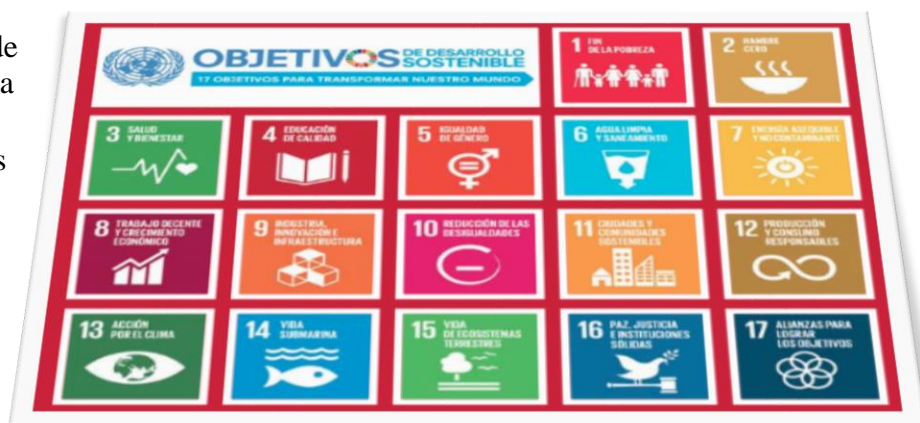 de
a
s
OBJETIVOS DE DESARROLLO
SOSTENIBLE
17 OBJETIVOS PARA TRANSFORMAR NUESTRO MUNDO
1 FIN
DE LA POBREZA
2 HAMBRE
CERO
3 SALUD
Y BIENESTAR
4 EDUCACIÓN
DE CALIDAD
5 IGUALDAD
DE GÉNERO
6 AGUA LIMPIA
Y SANEAMIENTO
7 ENERGÍA ASEQUIBLE
Y NO CONTAMINANTE
8 TRABAJO DECENTE
Y CRECIMIENTO
ECONÓMICO
9 INDUSTRIA,
INNOVACIÓN E
INFRAESTRUCTURA
10 REDUCCIÓN DE LAS
DESIGUALDADES
11 CIUDADES Y
COMUNIDADES
SOSTENIBLES
12 PRODUCCIÓN
Y CONSUMO
RESPONSABLES
13 ACCIÓN
POR EL CLIMA
14 VIDA
SUBMARINA
15 VIDA
DE ECOSISTEMAS
TERRESTRES
16 PAZ, JUSTICIA
E INSTITUCIONES
SÓLIDAS
17 ALIANZAS PARA
LOGRAR
LOS OBJETIVOS